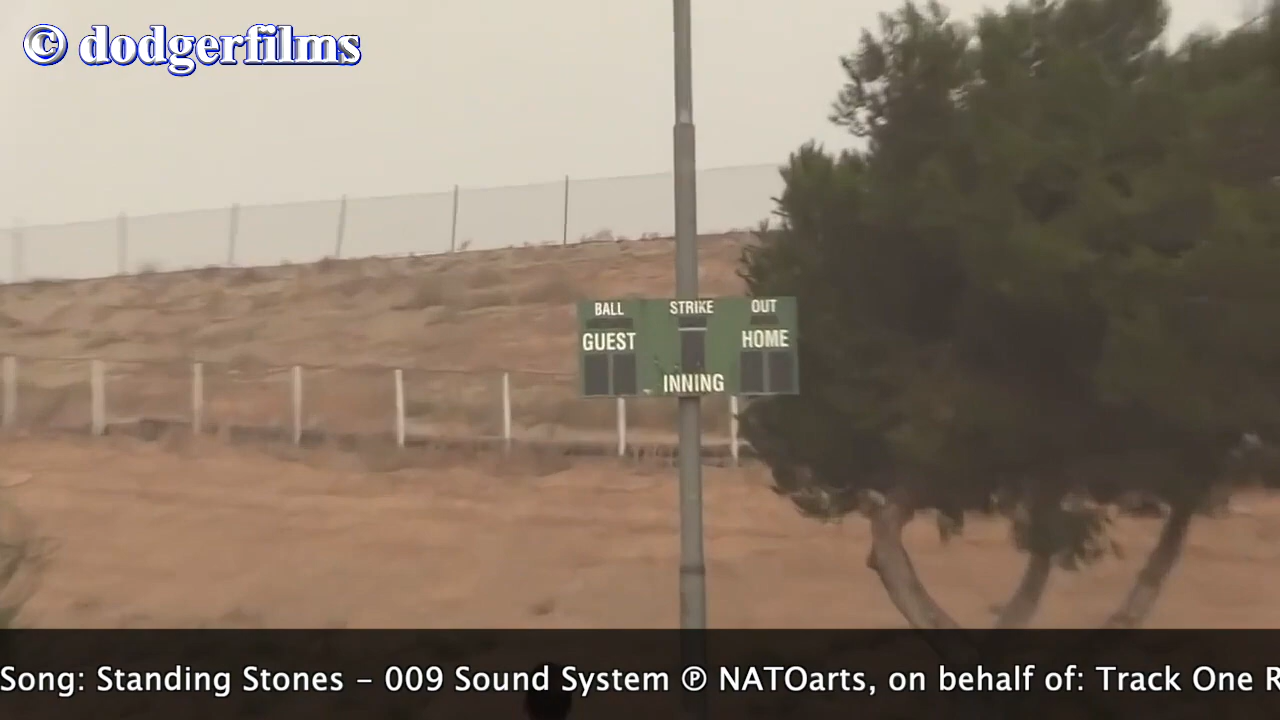 © dodgerfilms
BALL STRIKE OUT
GUEST HOME
INNING
Song: Standing Stones - 009 Sound System ℗ NATOarts, on behalf of: Track One R